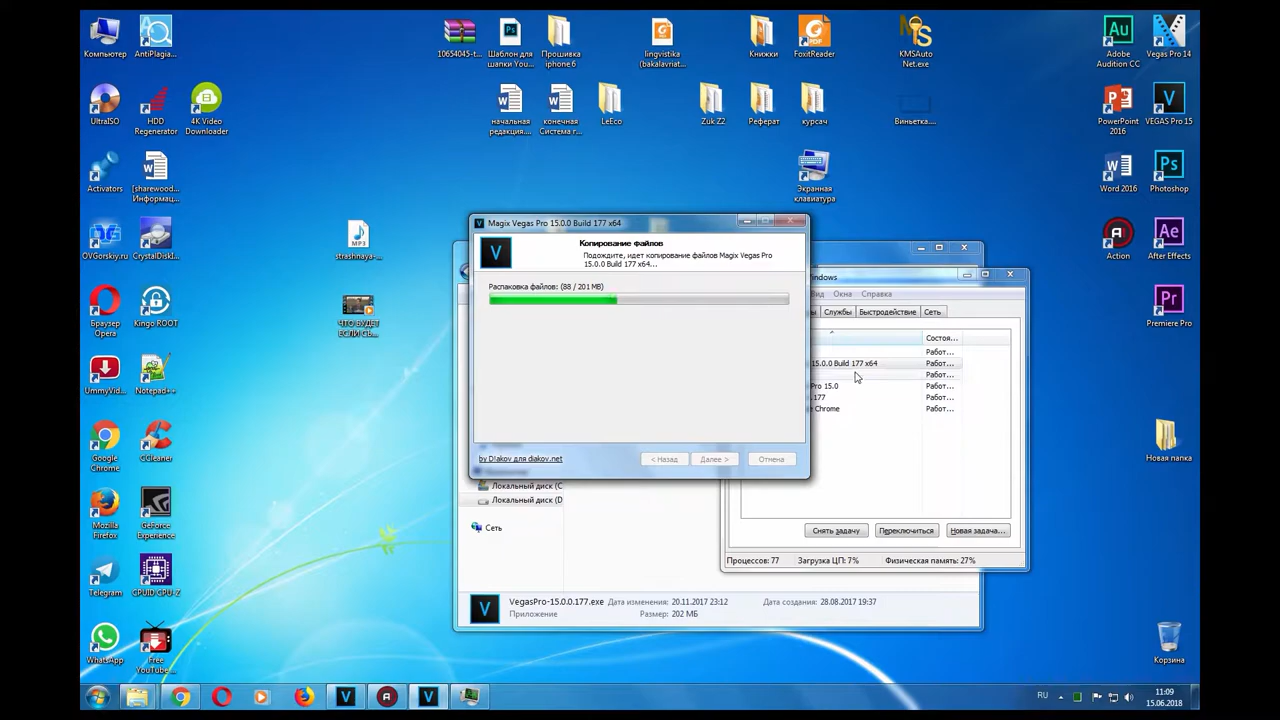 Компьютер
AntiPlagia...
10654045-t...
Шаблон для
шапки You...
Прошивка
iphone 6
lingvistika
(bakalavriat...
Книжки
FoxitReader
KMSAuto
Net.exe
Adobe
Audition CC
Vegas Pro 14
UltraISO
HDD
Regenerator
4K Video
Downloader
начальная
редакция....
конечная
Система г...
LeEco
Zuk Z2
Реферат
курсач
Виньетка....
PowerPoint
2016
VEGAS Pro 15
Activators
[sharewood...
Информац...
Экранная
клавиатура
Word 2016
Photoshop
OVGorskiy.ru
CrystalDiskI...
strashnaya-...
MP3
Action
After Effects
Браузер
Opera
Kingo ROOT
ЧТО БУДЕТ
ЕСЛИ СЪ...
Premiere Pro
UmmyVid...
Notepad++
Google
Chrome
CCleaner
Новая папка
Mozilla
Firefox
GeForce
Experience
Telegram
CPUID CPU-Z
WhatsApp
Free
YouTube...
Корзина
Magix Vegas Pro 15.0.0 Build 177 x64
Копирование файлов
Подождите, идет копирование файлов Magix Vegas Pro
15.0.0 Build 177 x64...
Распаковка файлов: (88 / 201 MB)
by D!akov для diakov.net
< Назад
Далее >
Отмена
indows
Вид
Окна
Справка
ы
Службы
Быстродействие
Сеть
Состоя...
Работ...
15.0.0 Build 177 x64
Работ...
Работ...
Pro 15.0
Работ...
.177
Работ...
e Chrome
Работ...
Снять задачу
Переключиться
Новая задача...
Процессов: 77
Загрузка ЦП: 7%
Физическая память: 27%
Локальный диск (C
Локальный диск (D
Сеть
VegasPro-15.0.0.177.exe
Дата изменения: 20.11.2017 23:12
Дата создания: 28.08.2017 19:37
Приложение
Размер: 202 МБ
RU
11:09
15.06.2018